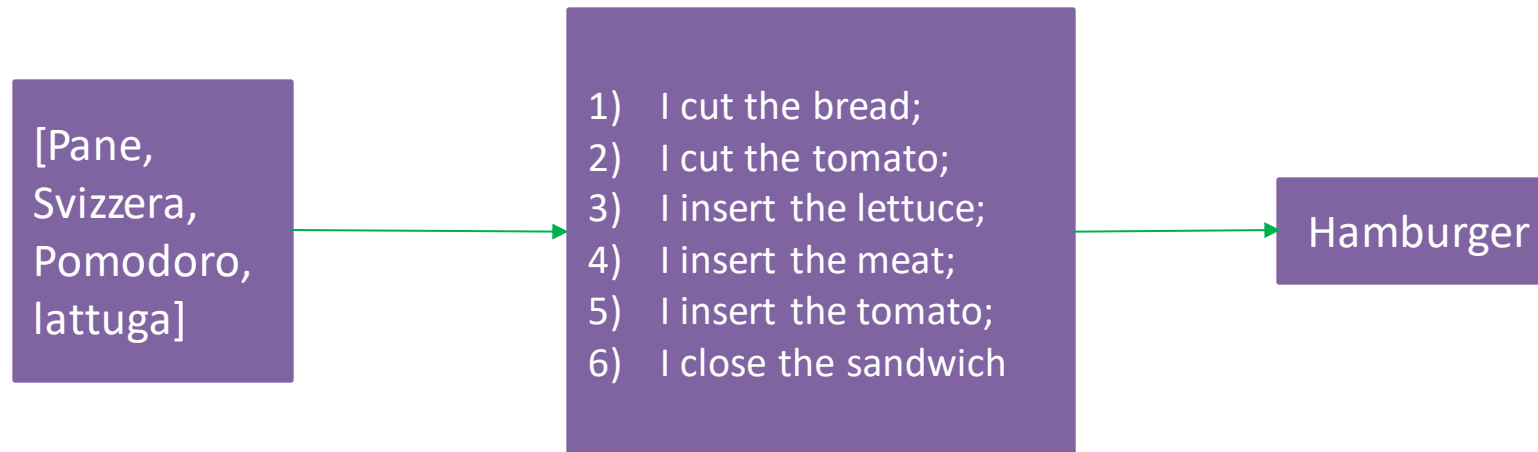 [Pane,
Svizzera,
Pomodoro,
lattuga]
1) I cut the bread;
2) I cut the tomato;
3) I insert the lettuce;
4) I insert the meat;
5) I insert the tomato;
6) I close the sandwich
Hamburger